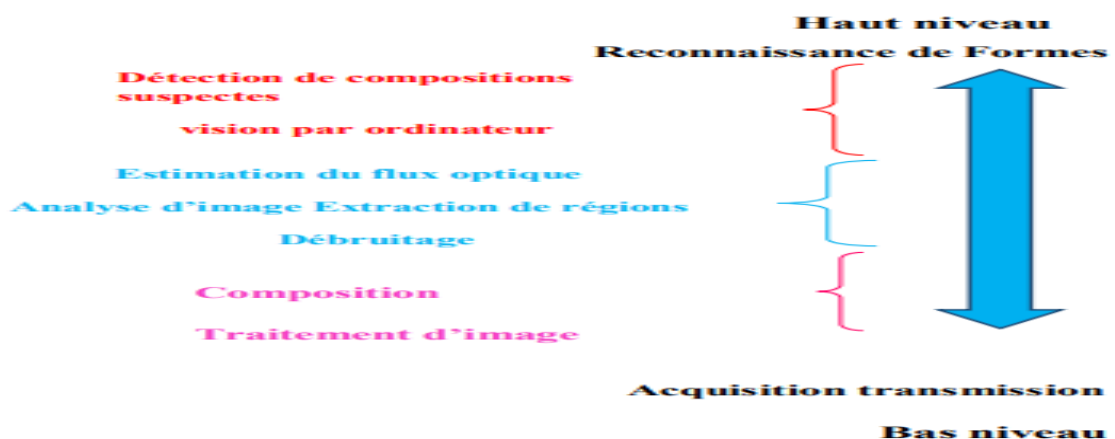 Haut niveau
Reconnaissance de Formes
Détection de compositions
suspectes
vision par ordinateur
Estimation du flux optique
Analyse d’image Extraction de régions
Débruitage
Composition
Traitement d’image
Acquisition transmission
Bas niveau